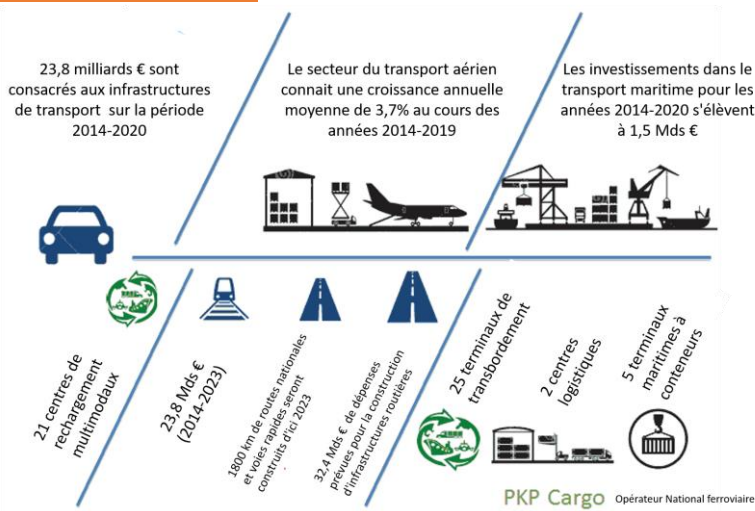 23,8 milliards € sont
consacrés aux infrastructures
de transport sur la période
2014-2020
Le secteur du transport aérien
connait une croissance annuelle
moyenne de 3,7% au cours des
années 2014-2019
Les investissements dans le
transport maritime pour les
années 2014-2020 s'élèvent
à 1,5 Mds €
21 centres de
rechargement
multimodaux
23,8 Mds €
(2014-2023)
1800 km de routes nationales
et voies rapides seront
construits d'ici 2023
32,4 Mds € de dépenses
prévues pour la construction
d'infrastructures routières
25 terminaux de
transbordement
2 centres
logistiques
5 terminaux
maritimes à
conteneurs
PKP Cargo Opérateur National ferroviaire